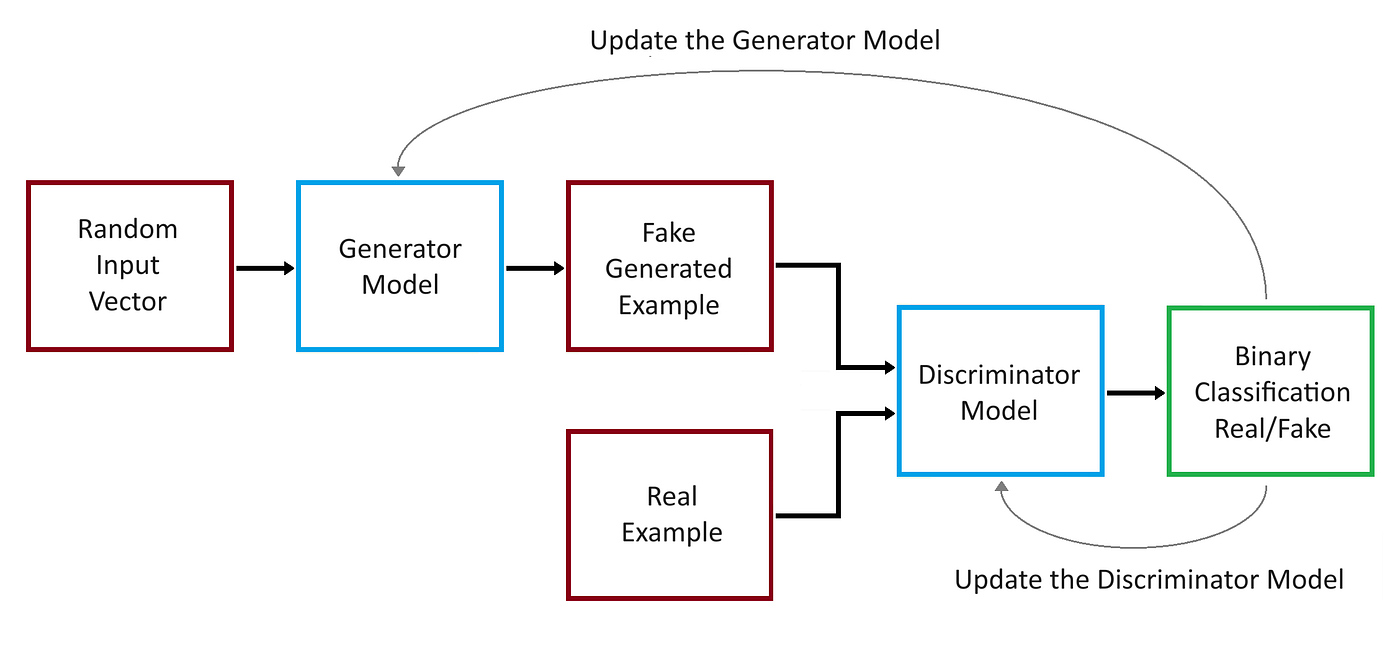 Update the Generator Model
Random
Input
Vector
Generator
Model
Fake
Generated
Example
Discriminator
Model
Binary
Classification
Real/Fake
Real
Example
Update the Discriminator Model